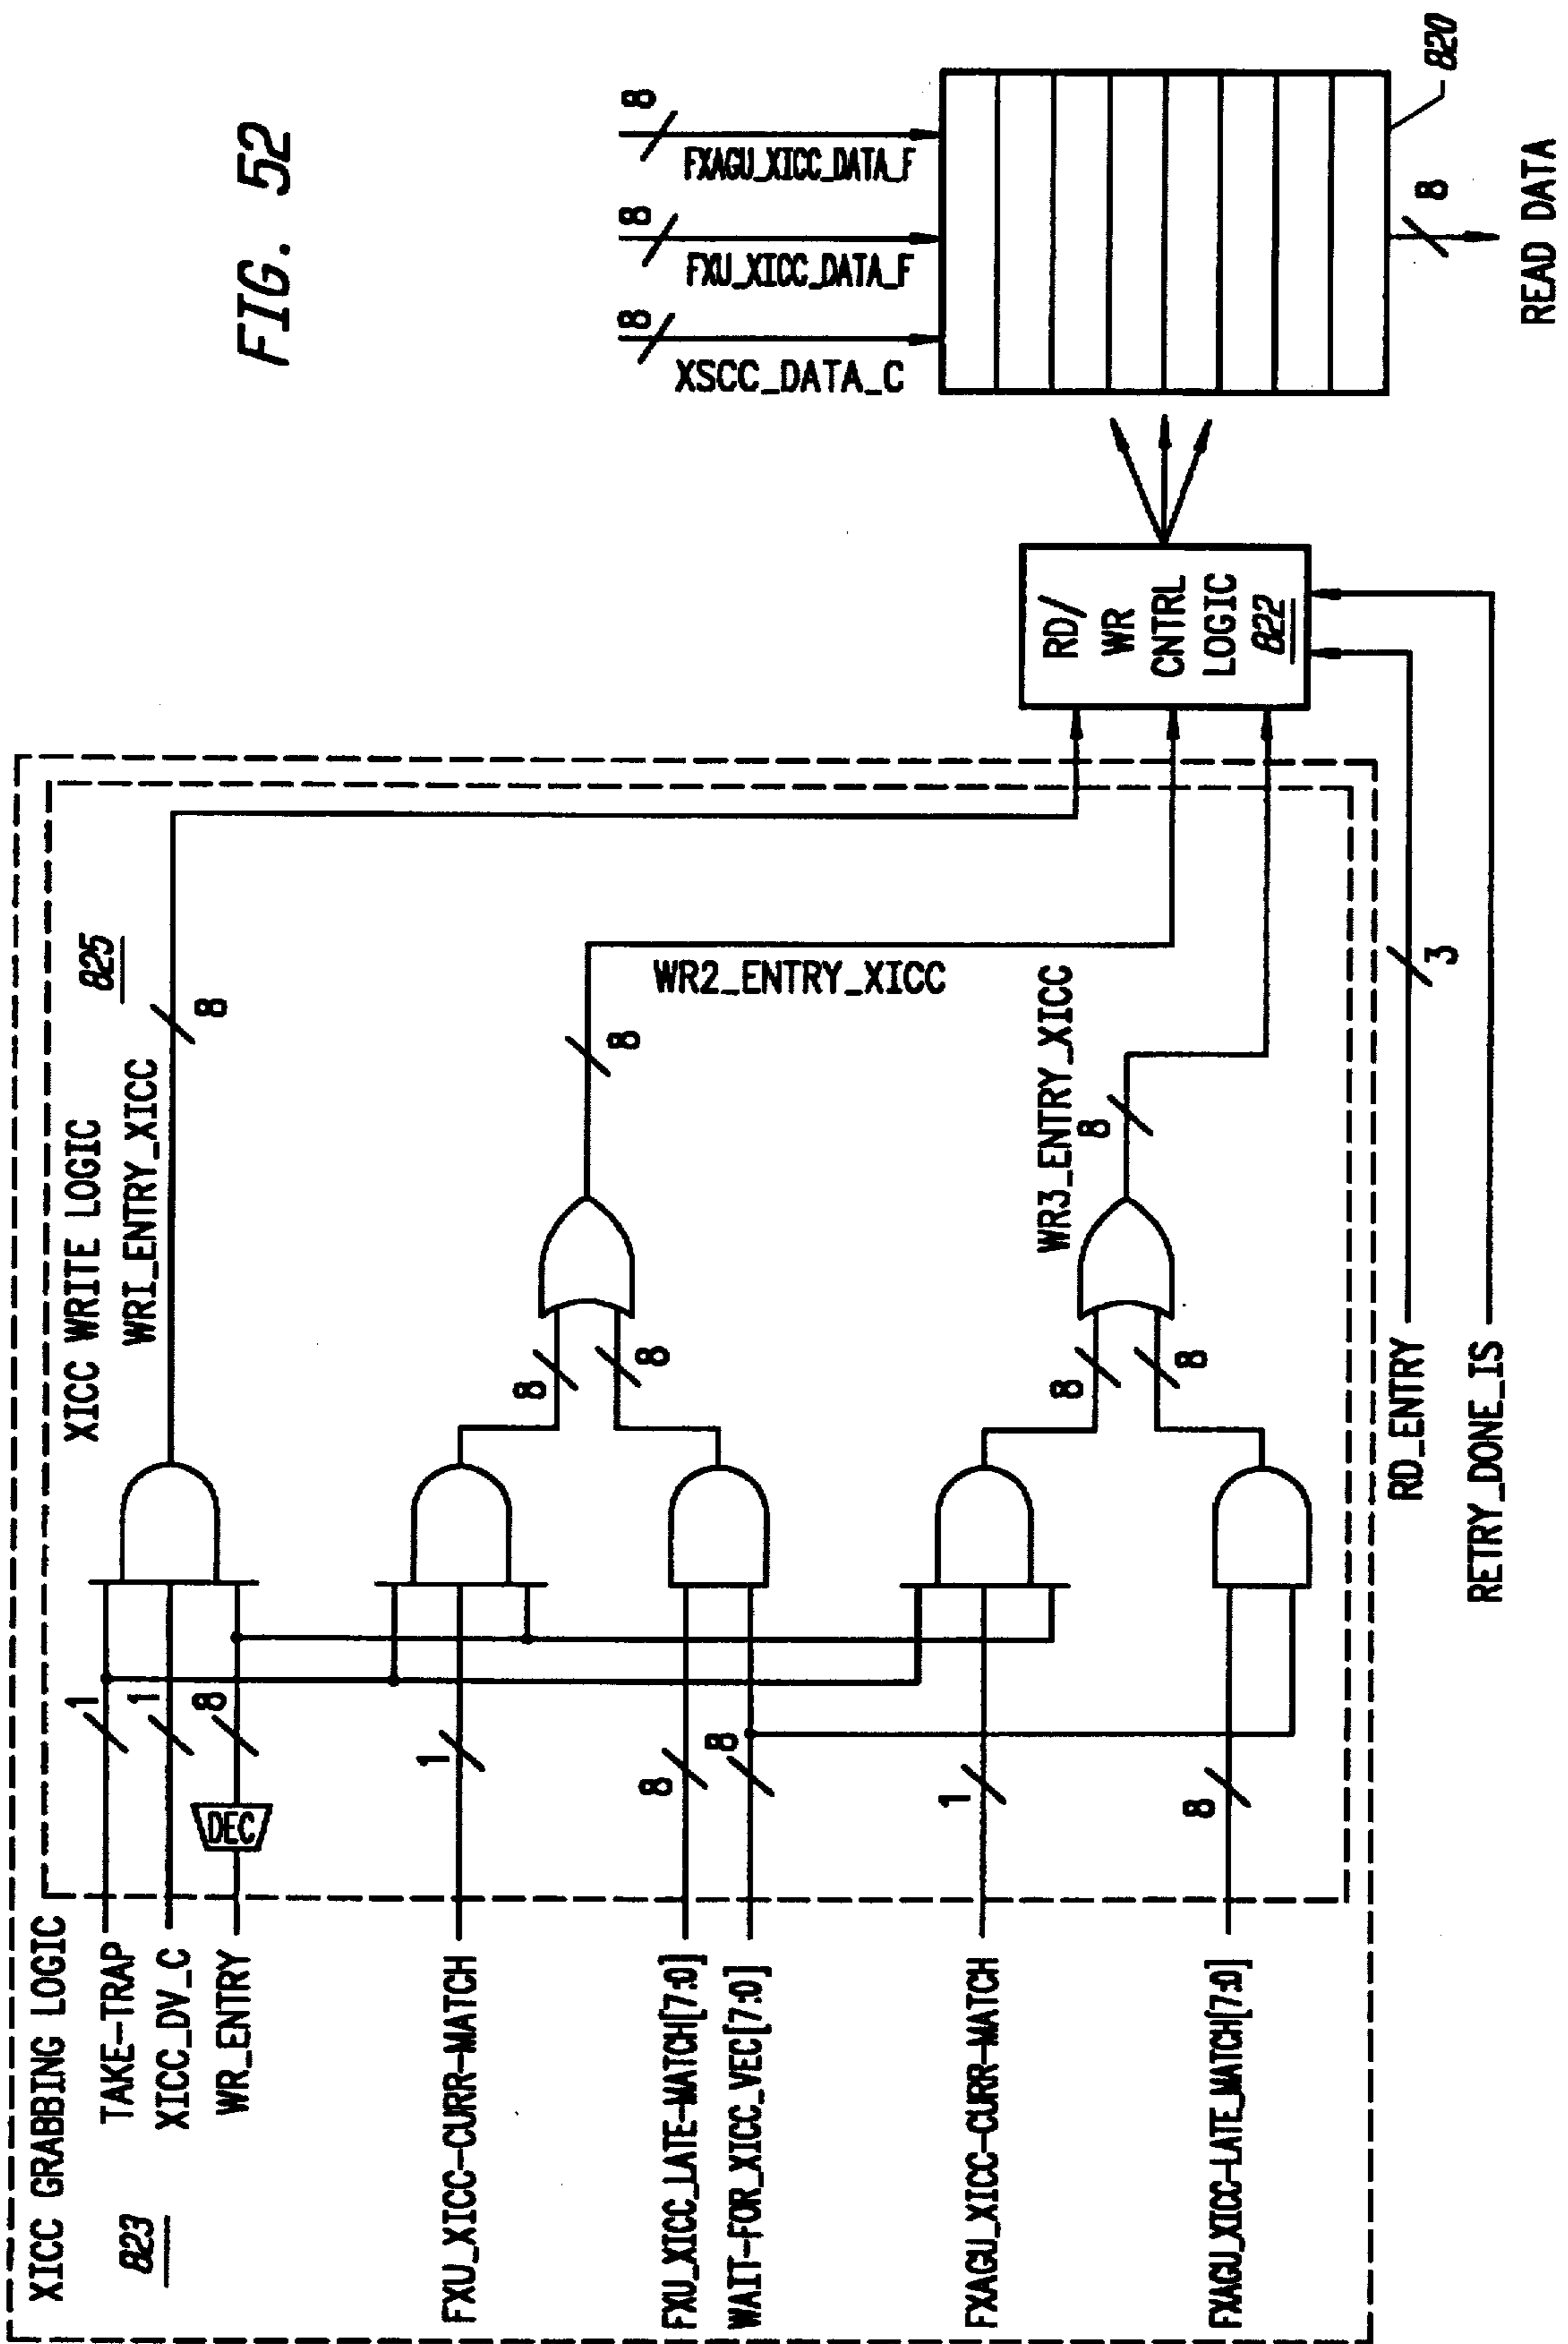 FIG. 52
XICC GRABBING LOGIC
823
XICC WRITE LOGIC
825
TAKE-TRAP
1
XICC_DV_C
1
WR_ENTRY
DEC
8
WRI_ENTRY_XICC
8
FXU_XICC-CURR-MATCH
1
8
FXU_XICC_LATE-MATCH[7:0]
8
WAIT-FOR_XICC_VEC[7:0]
8
8
8
WR2_ENTRY_XICC
FXAGU_XICC-CURR-MATCH
1
8
FXAGU_XICC-LATE_MATCH[7:0]
8
8
8
WR3_ENTRY_XICC
RD_ENTRY
3
RETRY_DONE_IS
RD/
WR
CNTRL
LOGIC
822
XSCC_DATA_C
8
FXU_XICC_DATA_F
8
FXAGU_XICC_DATA_F
8
820
8
READ DATA